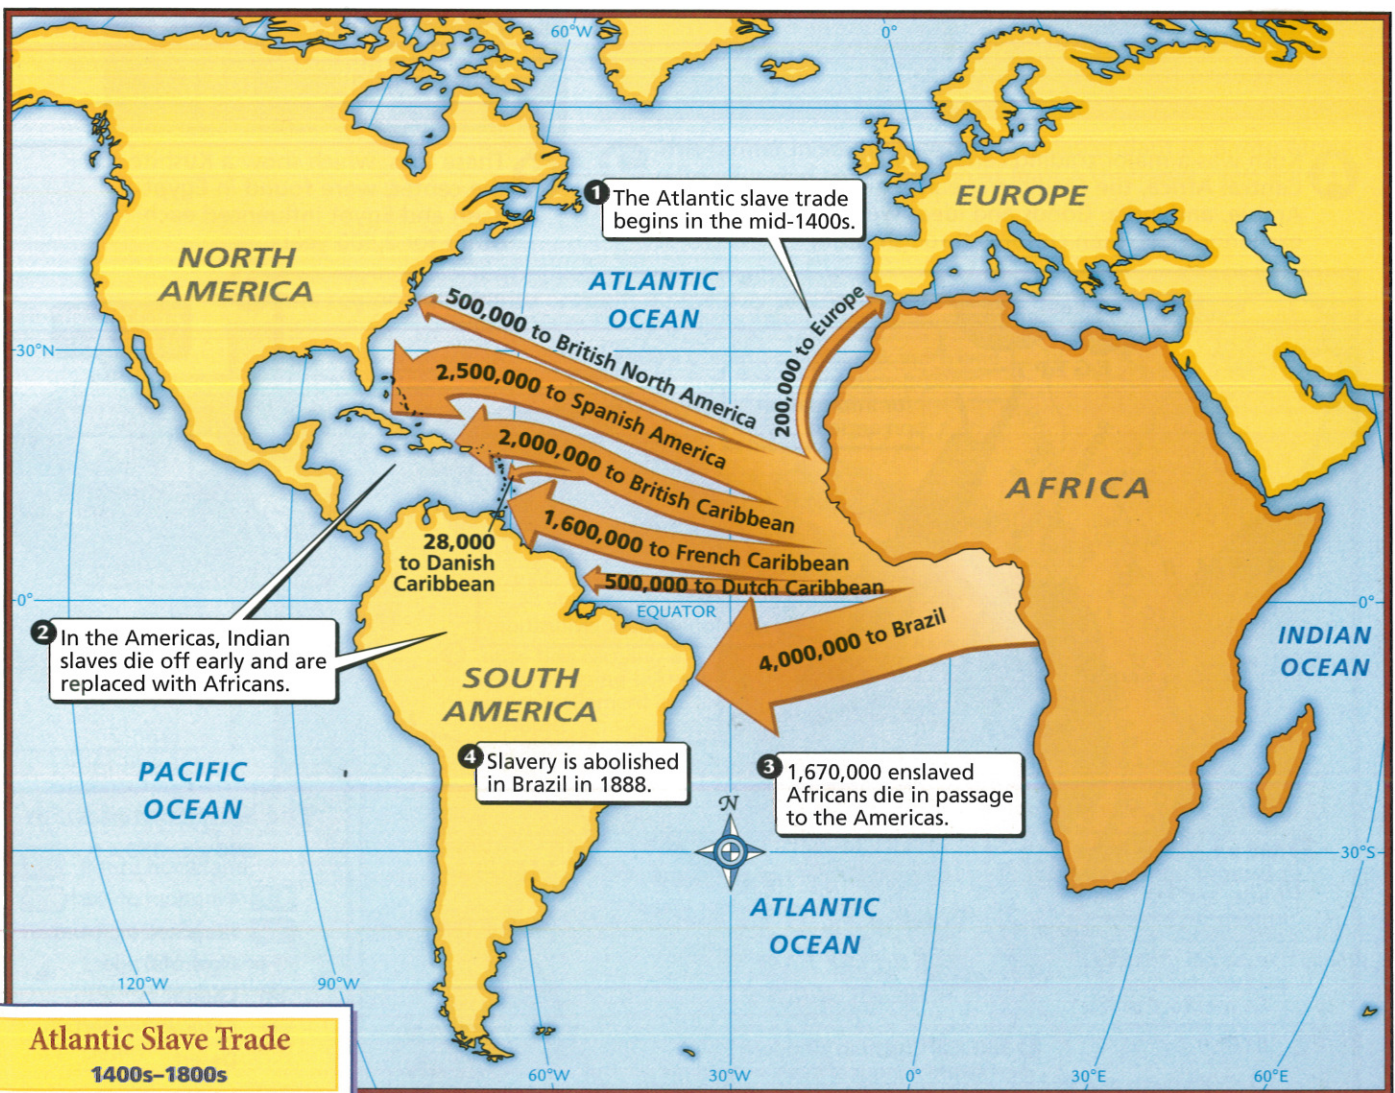 60°W
0°
NORTH
AMERICA
EUROPE
1 The Atlantic slave trade
begins in the mid-1400s.
ATLANTIC
OCEAN
30°N
500,000 to British North America
200,000 to Europe
2,500,000 to Spanish America
2,000,000 to British Caribbean
AFRICA
1,600,000 to French Caribbean
28,000
to Danish
Caribbean
500,000 to Dutch Caribbean
0°
EQUATOR
0°
4,000,000 to Brazil
2 In the Americas, Indian
slaves die off early and are
replaced with Africans.
INDIAN
OCEAN
SOUTH
AMERICA
4 Slavery is abolished
in Brazil in 1888.
3 1,670,000 enslaved
Africans die in passage
to the Americas.
PACIFIC
OCEAN
N
30°S
ATLANTIC
OCEAN
120°W
90°W
Atlantic Slave Trade
1400s–1800s
60°W
30°W
0°
30°E
60°E